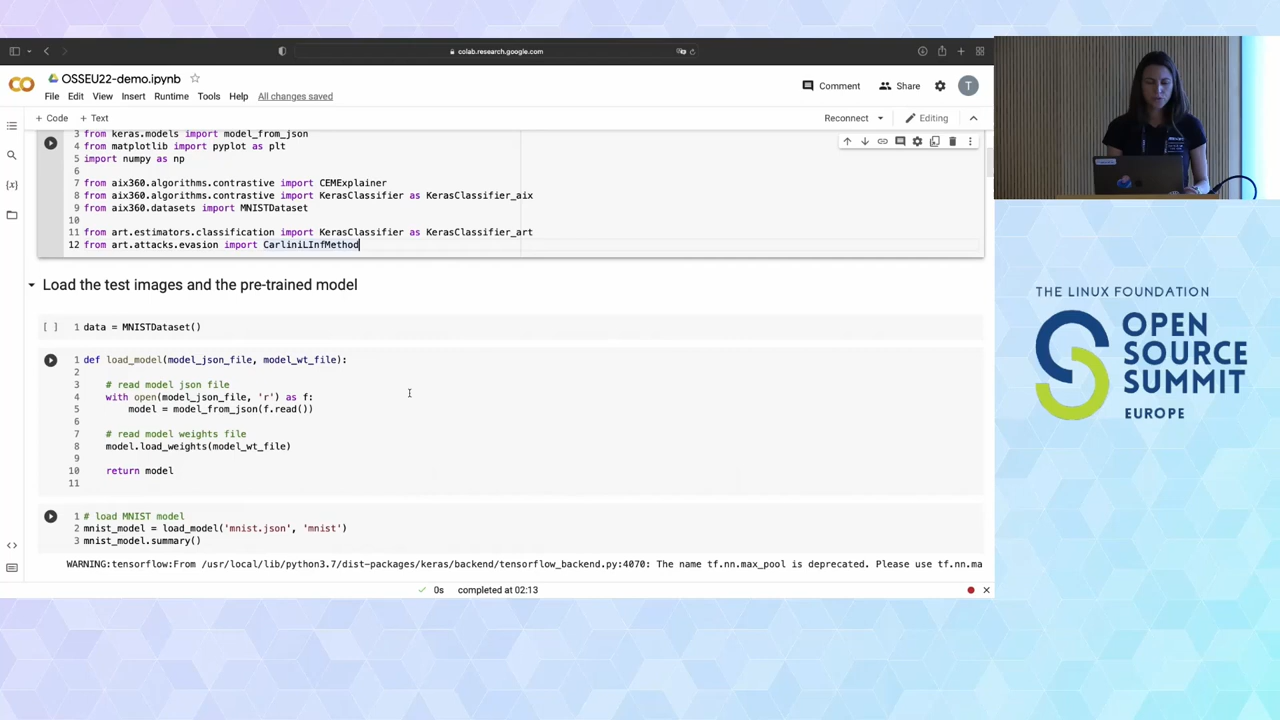 colab.research.google.com
OSSEU22-demo.ipynb
File Edit View Insert Runtime Tools Help All changes saved
Comment Share T
+ Code + Text
Reconnect Editing
3 from keras.models import model_from_json
4 from matplotlib import pyplot as plt
5 import numpy as np
6
7 from aix360.algorithms.contrastive import CEMExplainer
8 from aix360.algorithms.contrastive import KerasClassifier as KerasClassifier_aix
9 from aix360.datasets import MNISTDataset
10
11 from art.estimators.classification import KerasClassifier as KerasClassifier_art
12 from art.attacks.evasion import CarliniLInfMethod
Load the test images and the pre-trained model
[ ] 1 data = MNISTDataset()
1 def load_model(model_json_file, model_wt_file):
2
3 # read model json file
4 with open(model_json_file, 'r') as f:
5 model = model_from_json(f.read())
6
7 # read model weights file
8 model.load_weights(model_wt_file)
9
10 return model
11
1 # load MNIST model
2 mnist_model = load_model('mnist.json', 'mnist')
3 mnist_model.summary()
WARNING:tensorflow:From /usr/local/lib/python3.7/dist-packages/keras/backend/tensorflow_backend.py:4070: The name tf.nn.max_pool is deprecated. Please use tf.nn.ma
0s completed at 02:13
THE LINUX FOUNDATION
OPEN
SOURCE
SUMMIT
EUROPE